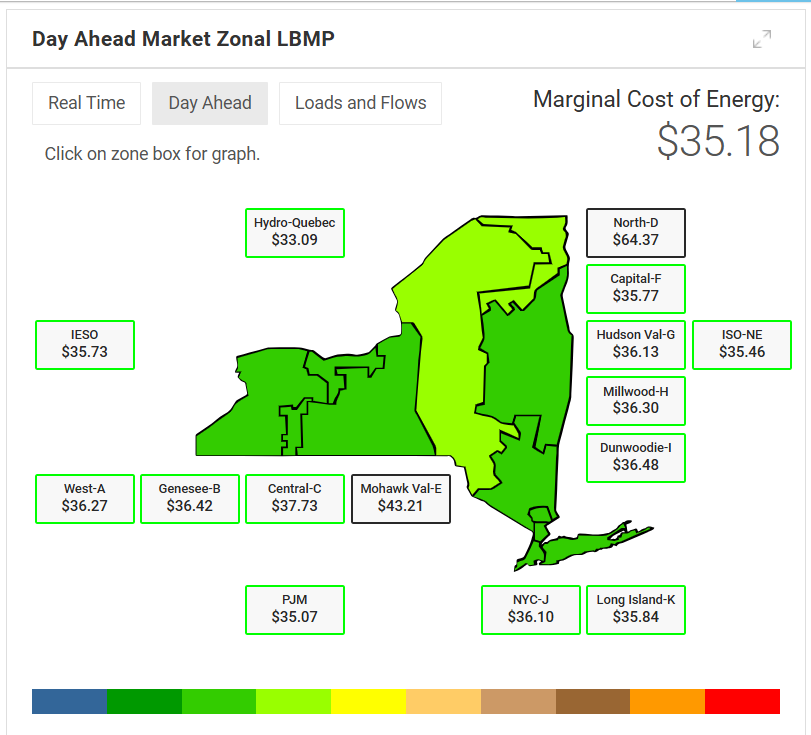 Day Ahead Market Zonal LBMP
Real Time
Day Ahead
Loads and Flows
Marginal Cost of Energy:
$35.18
Click on zone box for graph.
Hydro-Quebec
$33.09
North-D
$64.37
Capital-F
$35.77
IESO
$35.73
Hudson Val-G
$36.13
ISO-NE
$35.46
Millwood-H
$36.30
Dunwoodie-I
$36.48
West-A
$36.27
Genesee-B
$36.42
Central-C
$37.73
Mohawk Val-E
$43.21
PJM
$35.07
NYC-J
$36.10
Long Island-K
$35.84